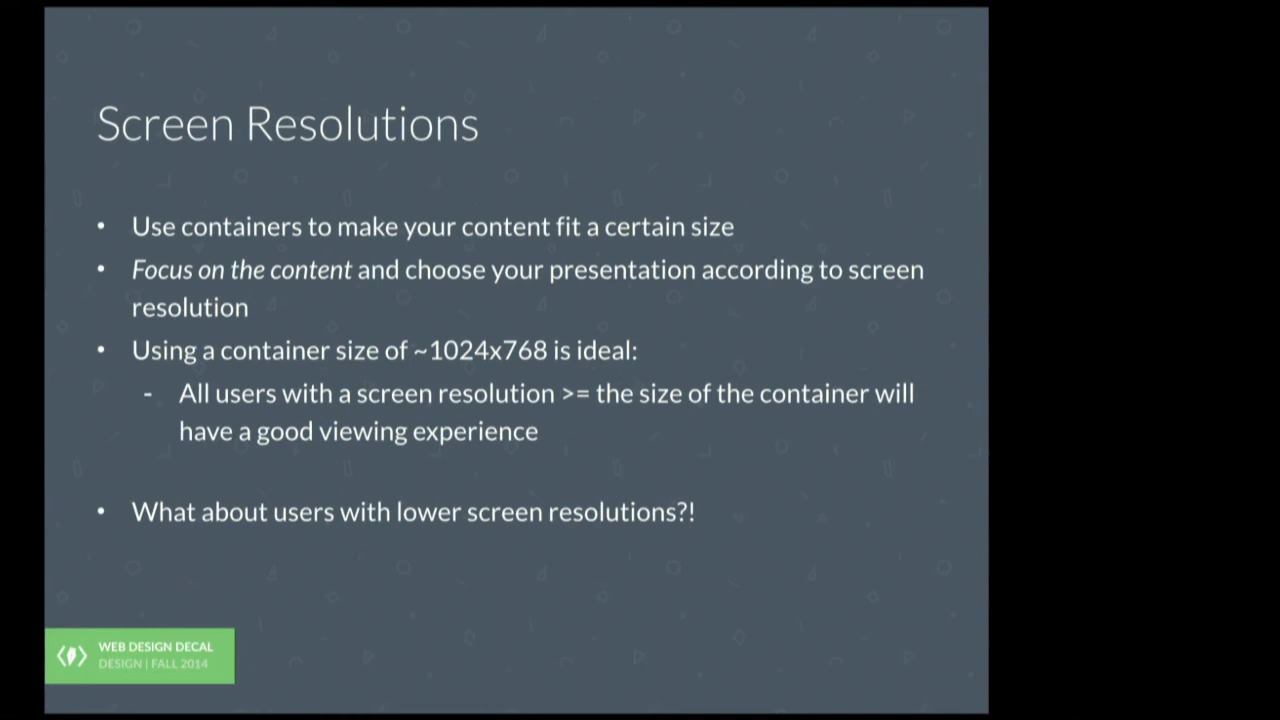 Screen Resolutions
• Use containers to make your content fit a certain size
• Focus on the content and choose your presentation according to screen
resolution
• Using a container size of ~1024x768 is ideal:
- All users with a screen resolution >= the size of the container will
have a good viewing experience
• What about users with lower screen resolutions?!
WEB DESIGN DECAL
DESIGN | FALL 2014